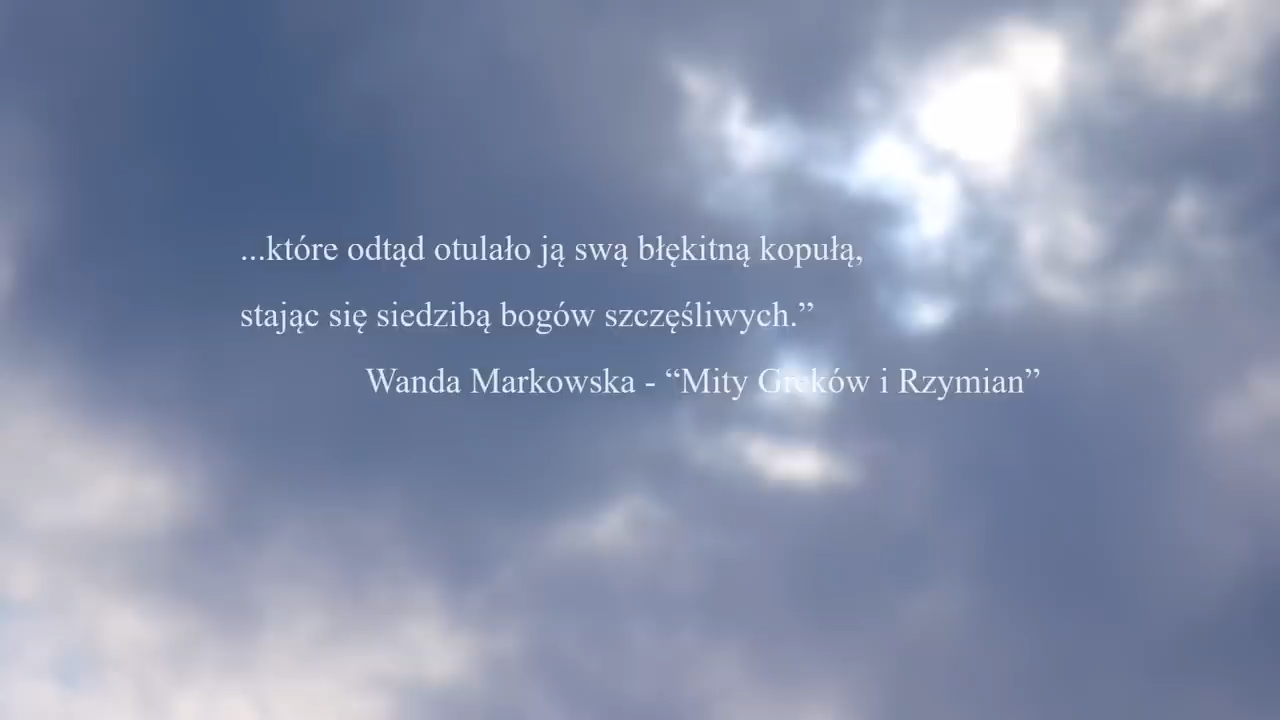 ...które odtąd otulało ją swą błękitną kopułą,
stając się siedzibą bogów szczęśliwych.”
Wanda Markowska - “Mity Greków i Rzymian”